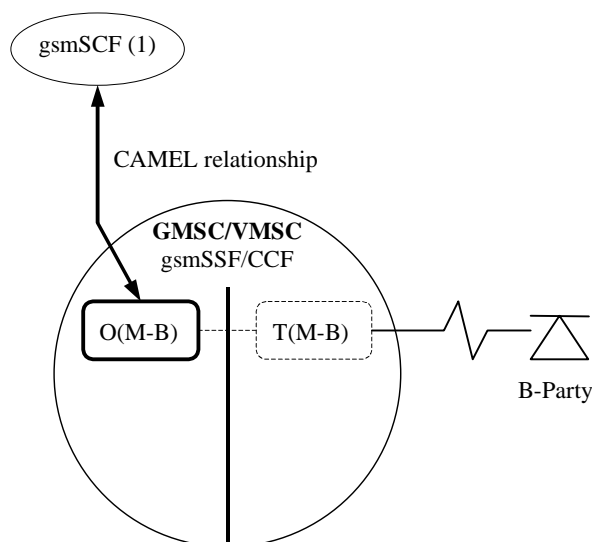 gsmSCF (1)
CAMEL relationship
GMSC/VMSC
gsmSSF/CCF
O(M-B)
T(M-B)
B-Party